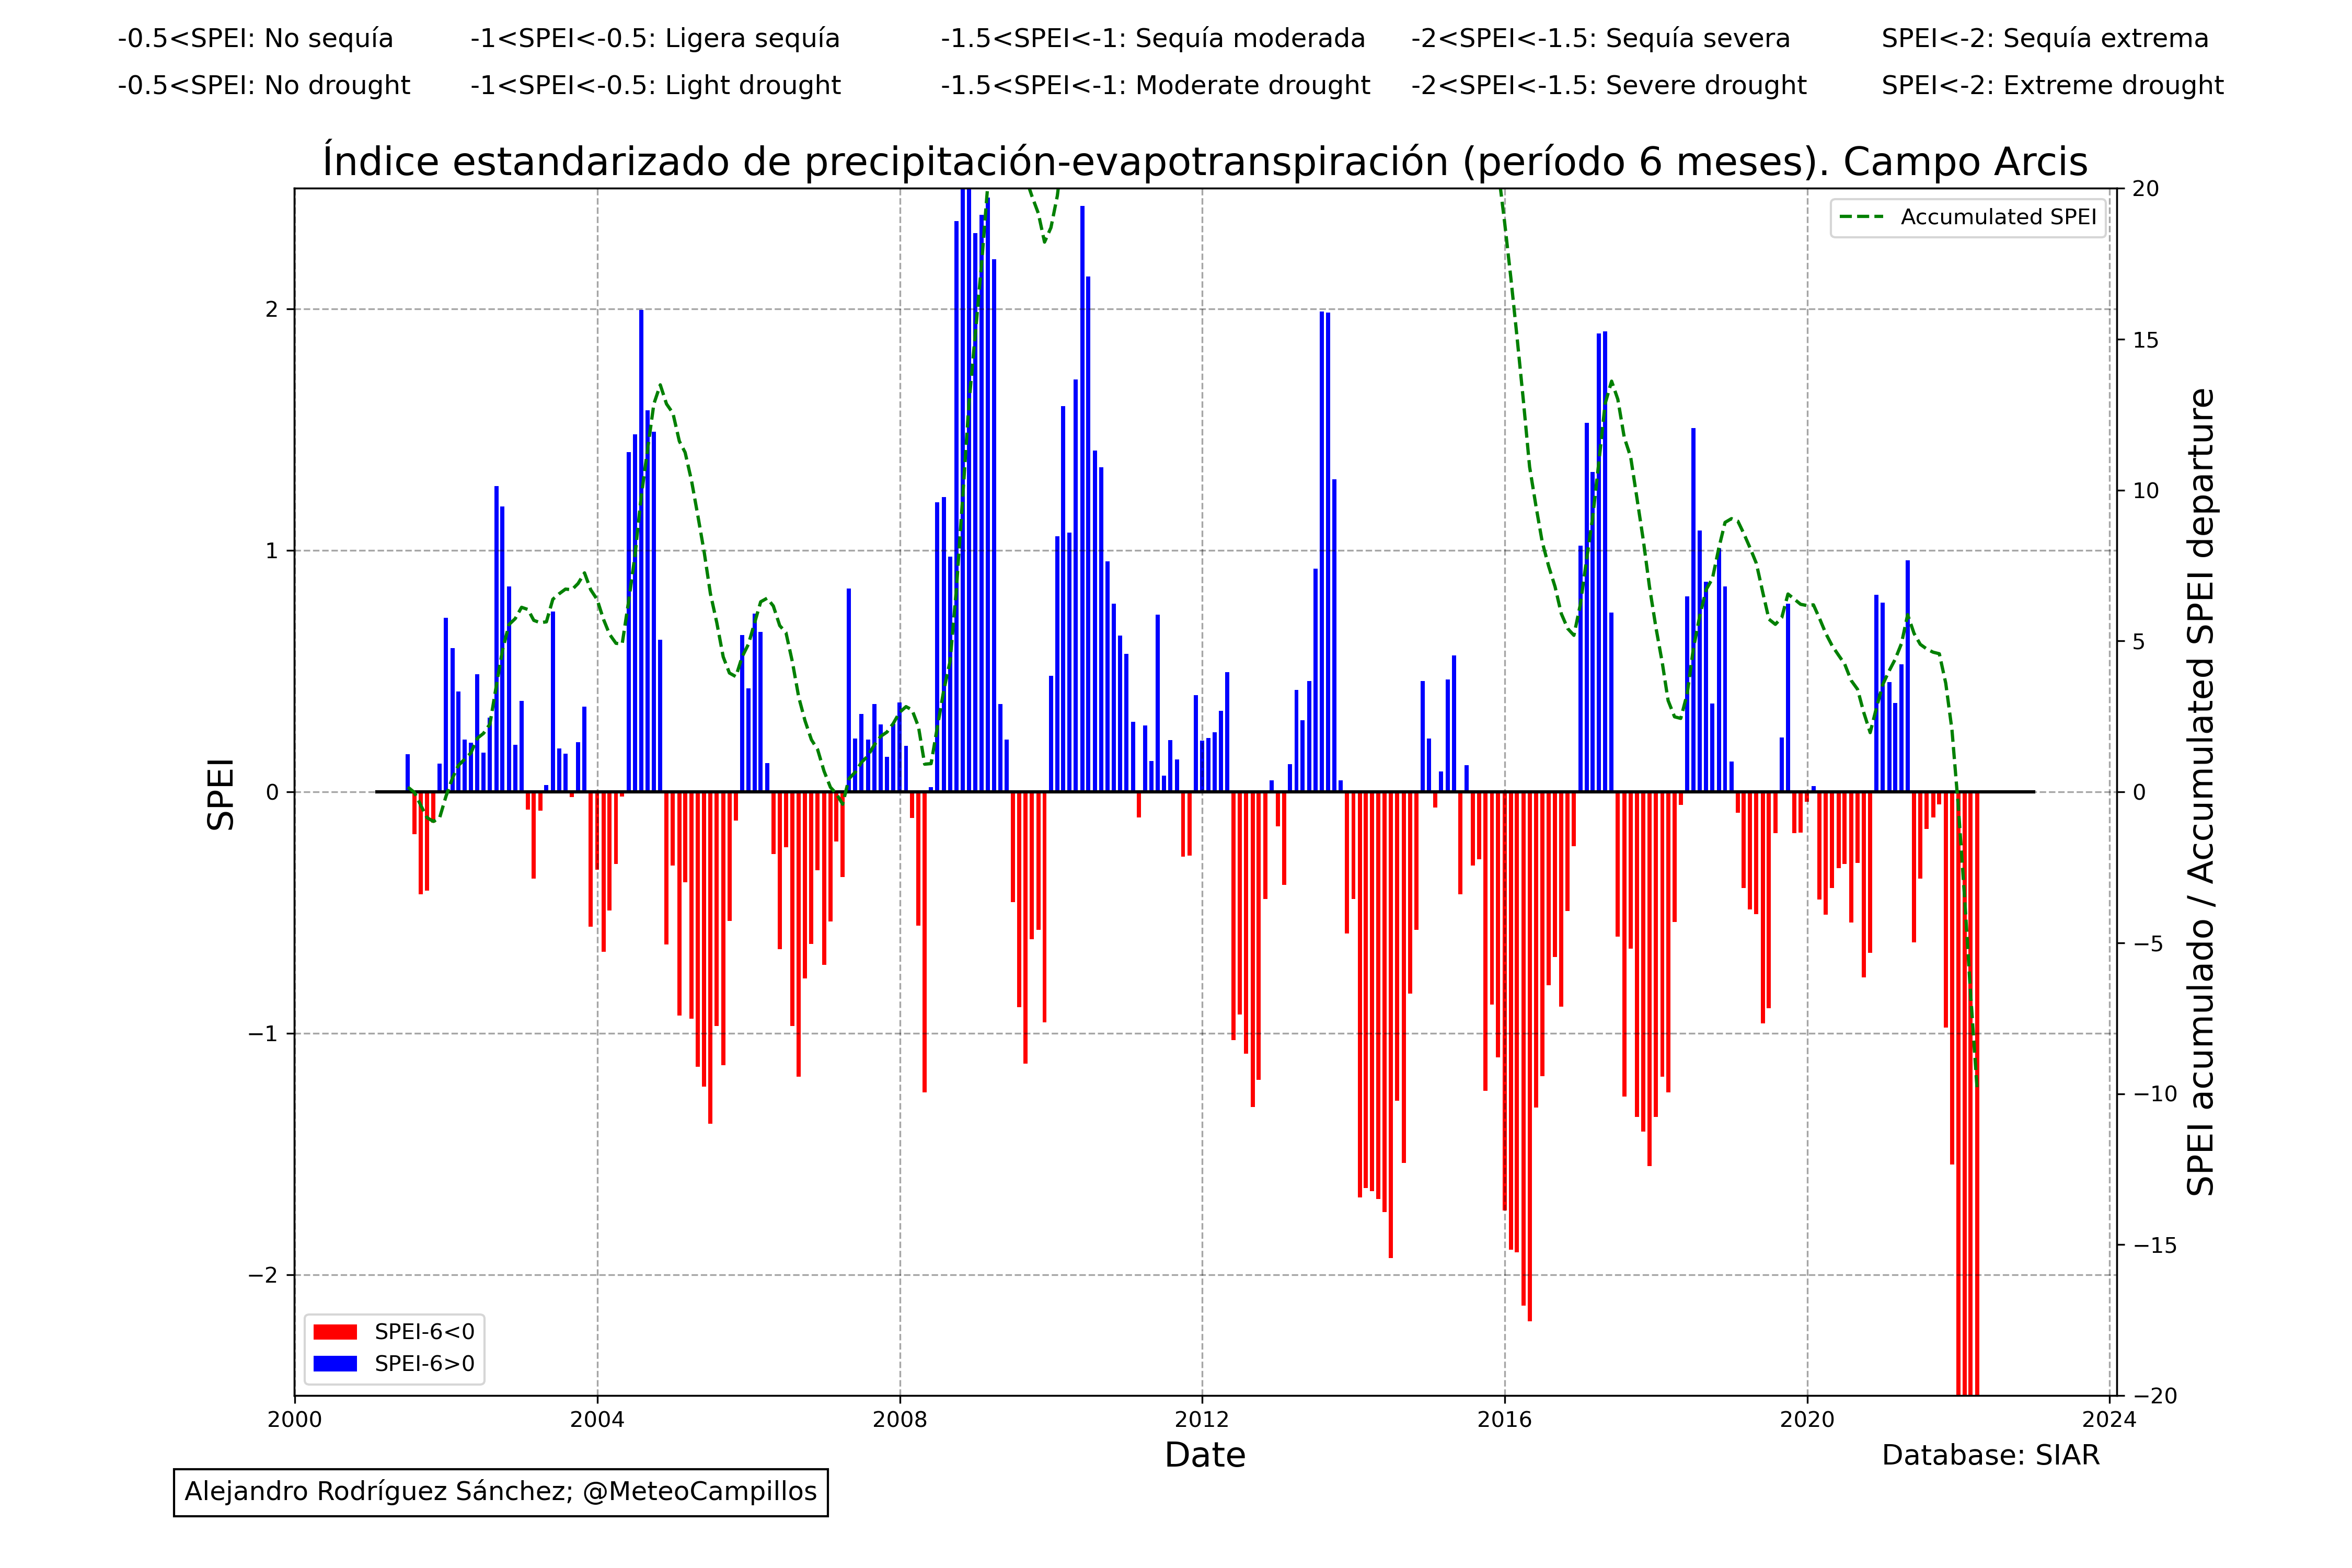 -0.5<SPEI: No sequía -1<SPEI<-0.5: Ligera sequía -1.5<SPEI<-1: Sequía moderada -2<SPEI<-1.5: Sequía severa SPEI<-2: Sequía extrema
-0.5<SPEI: No drought -1<SPEI<-0.5: Light drought -1.5<SPEI<-1: Moderate drought -2<SPEI<-1.5: Severe drought SPEI<-2: Extreme drought
Índice estandarizado de precipitación-evapotranspiración (período 6 meses). Campo Arcis
Accumulated SPEI
SPEI
2
1
0
−1
−2
20
15
10
5
0
−5
−10
−15
−20
SPEI acumulado / Accumulated SPEI departure
SPEI-6<0
SPEI-6>0
2000 2004 2008 2012 2016 2020 2024
Date
Database: SIAR
Alejandro Rodríguez Sánchez; @MeteoCampillos